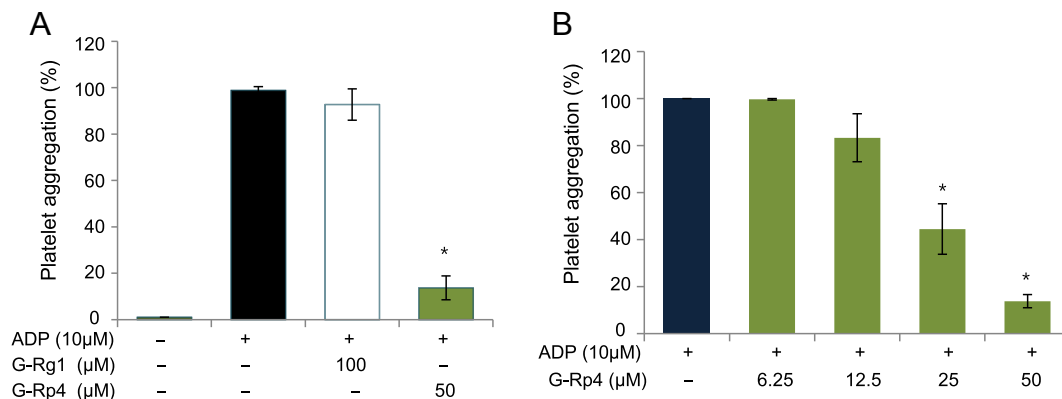 A
Platelet aggregation (%)
120
100
80
60
40
20
0
*
ADP (10µM) – + + +
G-Rg1 (µM) – – 100 –
G-Rp4 (µM) – – – 50
B
Platelet aggregation (%)
120
100
80
60
40
20
0
*
*
ADP (10µM) + + + + +
G-Rp4 (µM) – 6.25 12.5 25 50